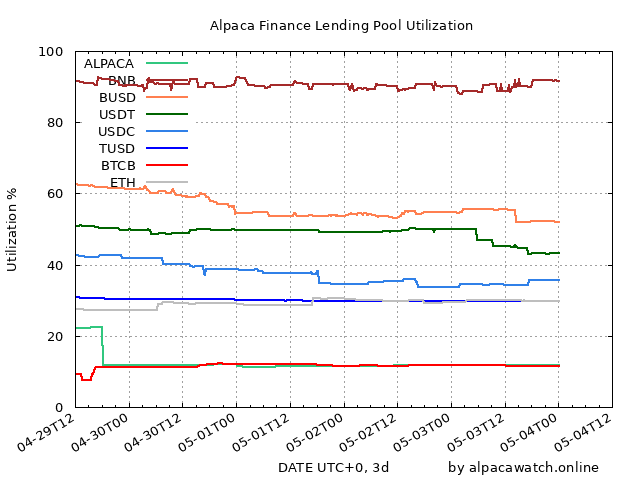 Alpaca Finance Lending Pool Utilization
Utilization %
100
80
60
40
20
0
ALPACA
BNB
BUSD
USDT
USDC
TUSD
BTCB
ETH
04-29T12
04-30T00
04-30T12
05-01T00
05-01T12
05-02T00
05-02T12
05-03T00
05-03T12
05-04T00
05-04T12
DATE UTC+0, 3d
by alpacawatch.online